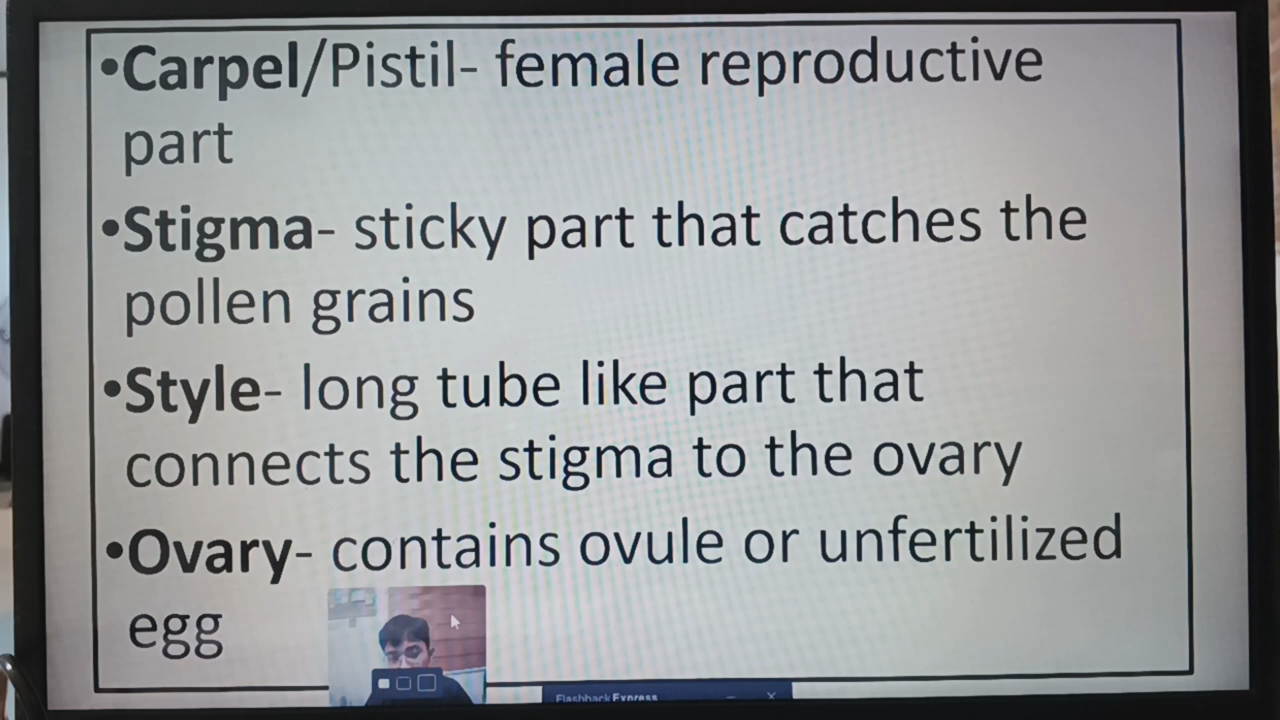 •Carpel/Pistil- female reproductive
part
•Stigma- sticky part that catches the
pollen grains
•Style- long tube like part that
connects the stigma to the ovary
•Ovary- contains ovule or unfertilized
egg
Flashback Express